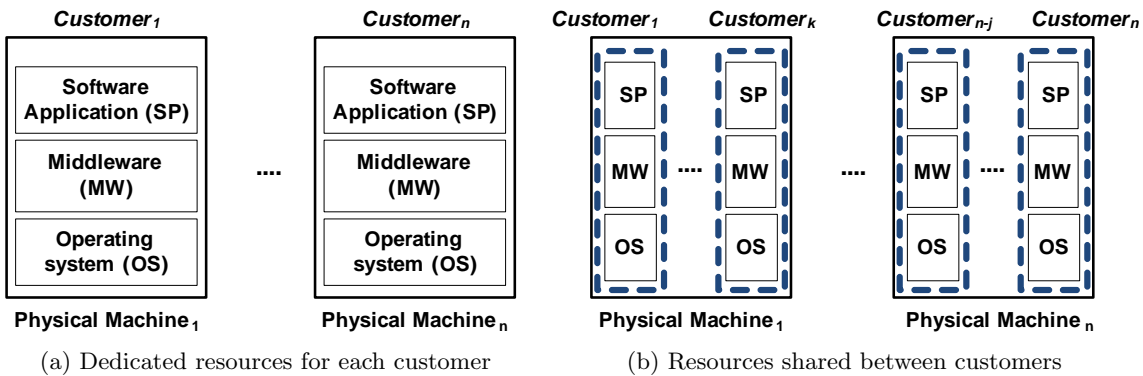 Customer1
Customern
Customer1
Customerk
Customern-j
Customern
Software
Application (SP)
Middleware
(MW)
Operating
system (OS)
....
Software
Application (SP)
Middleware
(MW)
Operating
system (OS)
SP
MW
OS
....
SP
MW
OS
....
SP
MW
OS
....
SP
MW
OS
Physical Machine1
Physical Machine n
Physical Machine1
Physical Machine n
(a) Dedicated resources for each customer
(b) Resources shared between customers